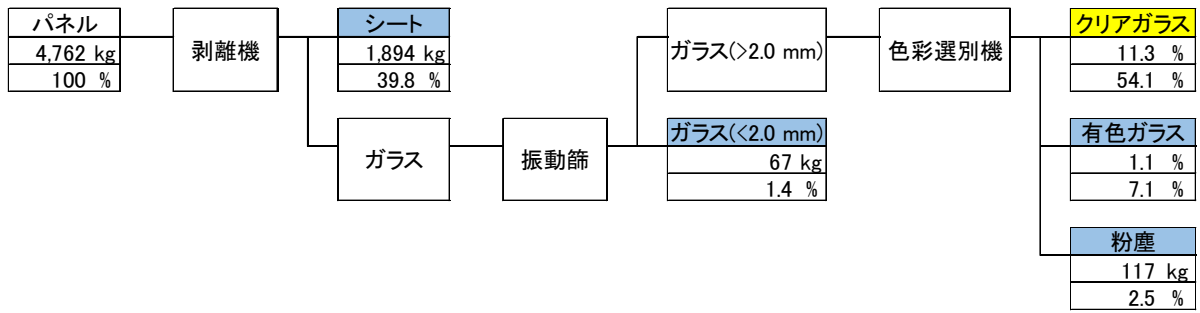 パネル
4,762 kg
100 %
剥離機
シート
1,894 kg
39.8 %
ガラス
振動篩
ガラス(>2.0 mm)
ガラス(<2.0 mm)
67 kg
1.4 %
色彩選別機
クリアガラス
11.3 %
54.1 %
有色ガラス
1.1 %
7.1 %
粉塵
117 kg
2.5 %